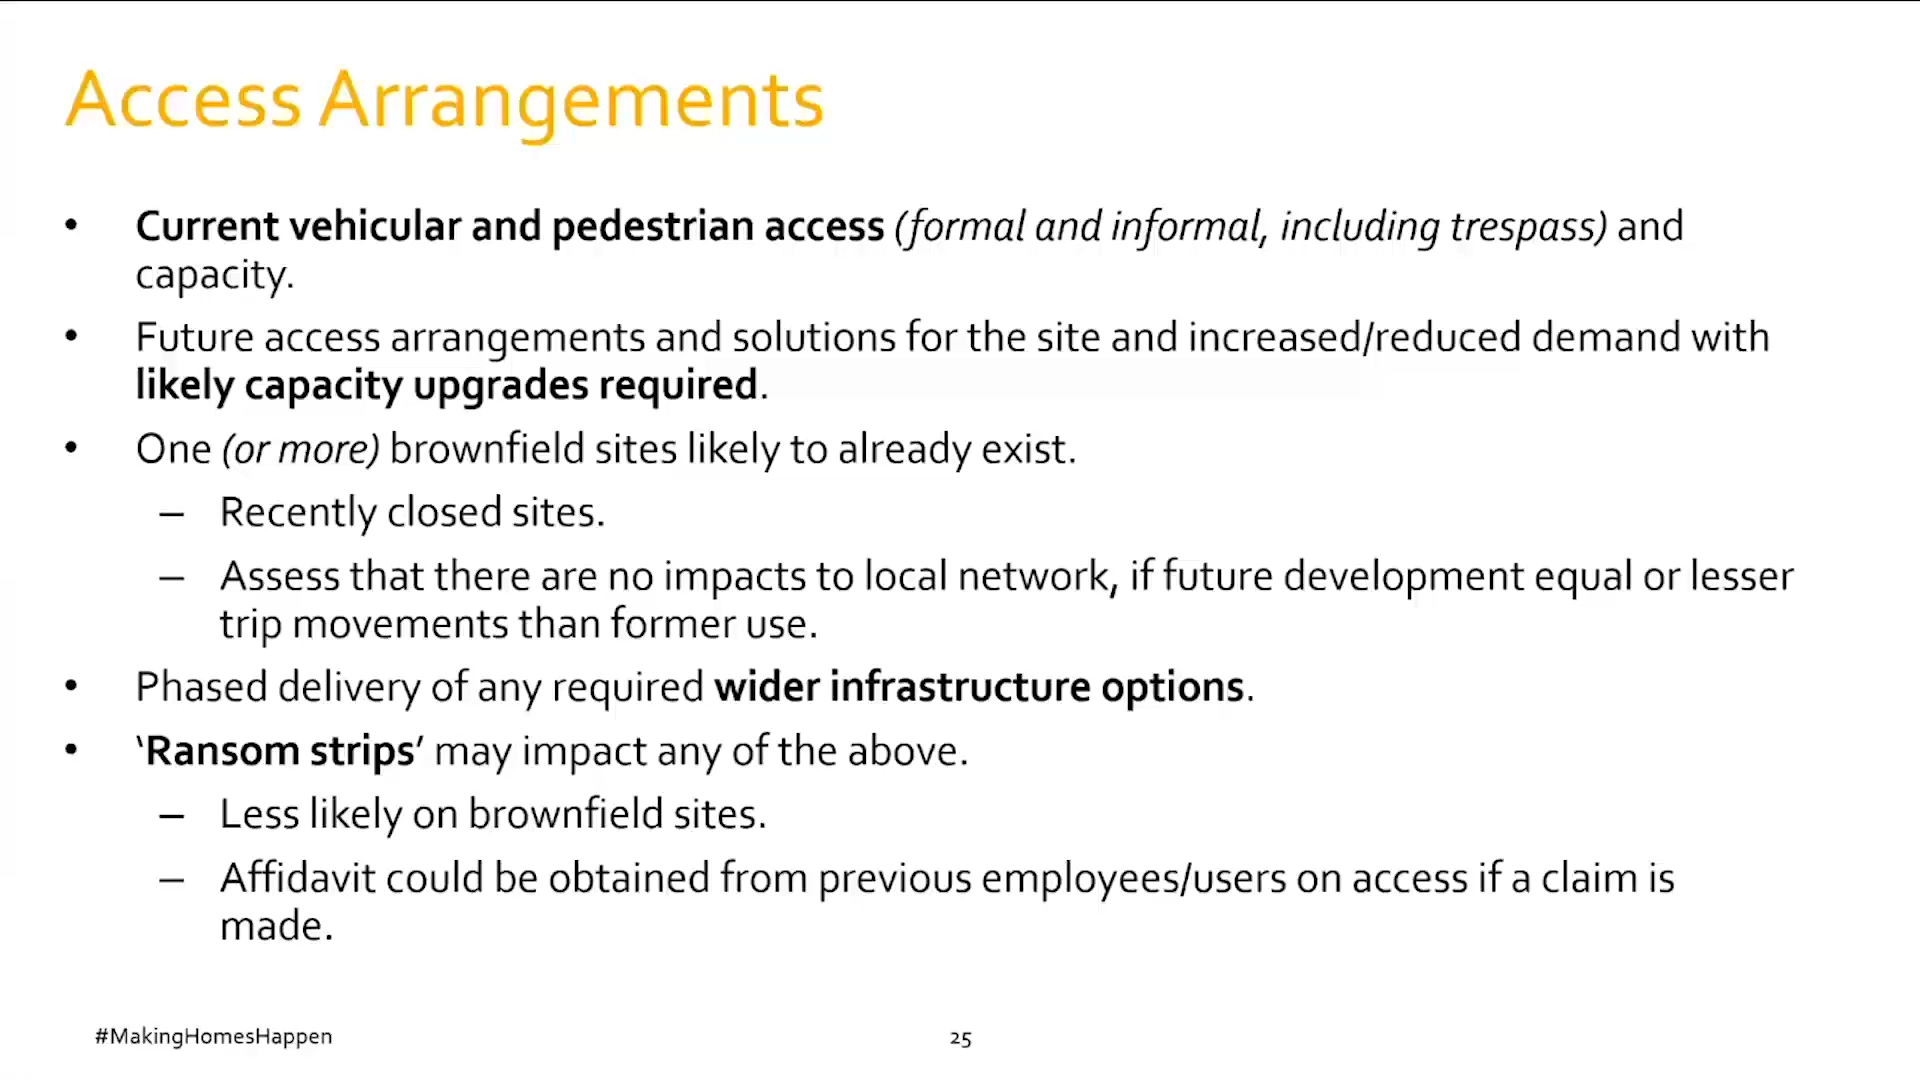 Access Arrangements
• Current vehicular and pedestrian access (formal and informal, including trespass) and
capacity.
• Future access arrangements and solutions for the site and increased/reduced demand with
likely capacity upgrades required.
• One (or more) brownfield sites likely to already exist.
– Recently closed sites.
– Assess that there are no impacts to local network, if future development equal or lesser
trip movements than former use.
• Phased delivery of any required wider infrastructure options.
• ‘Ransom strips’ may impact any of the above.
– Less likely on brownfield sites.
– Affidavit could be obtained from previous employees/users on access if a claim is
made.
#MakingHomesHappen
25